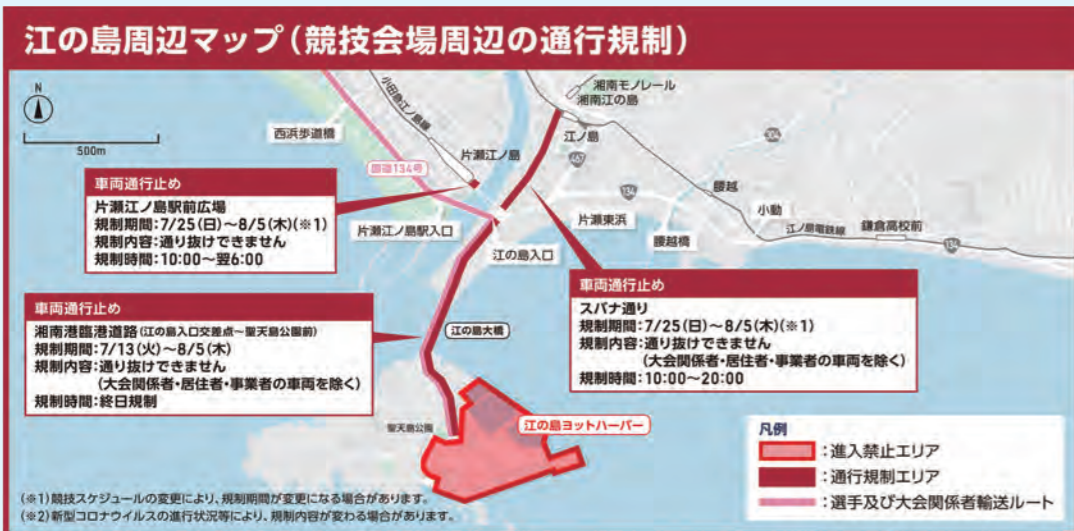 江の島周辺マップ（競技会場周辺の通行規制）
N
500m
小田急江ノ島線
湘南モノレール
湘南江の島
西浜歩道橋
江ノ島
304
片瀬江ノ島
467
国道134号
134
腰越
小動
片瀬江ノ島駅入口
片瀬東浜
江の島入口
腰越橋
江ノ島電鉄線
鎌倉高校前
134
車両通行止め
片瀬江ノ島駅前広場
規制期間：7/25(日)～8/5(木)(※1)
規制内容：通り抜けできません
規制時間：10:00～翌6:00
車両通行止め
湘南港臨港道路(江の島入口交差点～聖天島公園前)
規制期間：7/13(火)～8/5(木)
規制内容：通り抜けできません
(大会関係者・居住者・事業者の車両を除く)
規制時間：終日規制
江の島大橋
車両通行止め
スバナ通り
規制期間：7/25(日)～8/5(木)(※1)
規制内容：通り抜けできません
(大会関係者・居住者・事業者の車両を除く)
規制時間：10:00～20:00
聖天島公園
江の島ヨットハーバー
凡例
：進入禁止エリア
：通行規制エリア
：選手及び大会関係者輸送ルート
(※1)競技スケジュールの変更により、規制期間が変更になる場合があります。
(※2)新型コロナウイルスの進行状況等により、規制内容が変わる場合があります。